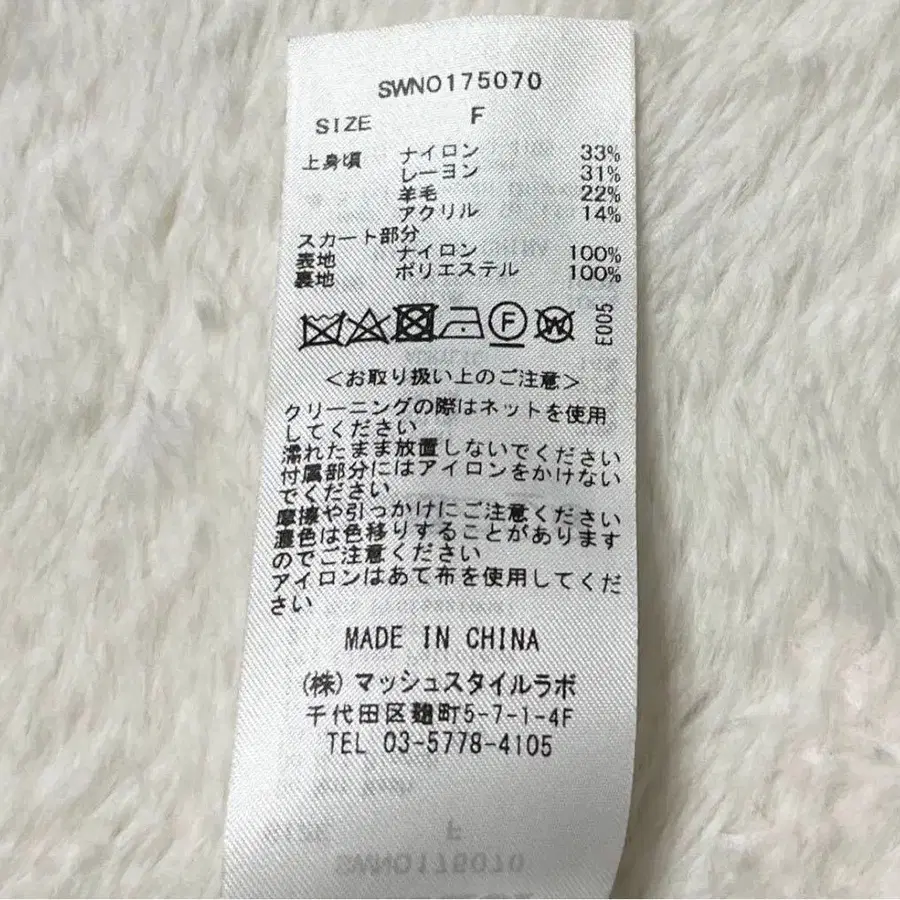 SWNO175070
SIZE F
上身頃 ナイロン 33%
レーヨン 31%
羊毛 22%
アクリル 14%
スカート部分
表地 ナイロン 100%
裏地 ポリエステル 100%
F W E005
<お取り扱い上のご注意>
クリーニングの際はネットを使用
してください
濡れたまま放置しないでください
付属部分にはアイロンをかけない
でください
摩擦や引っかけにご注意ください
濃色は色移りすることがあります
のでご注意ください
アイロンはあて布を使用してくだ
さい
MADE IN CHINA
(株)マッシュスタイルラボ
千代田区麹町5-7-1-4F
TEL 03-5778-4105